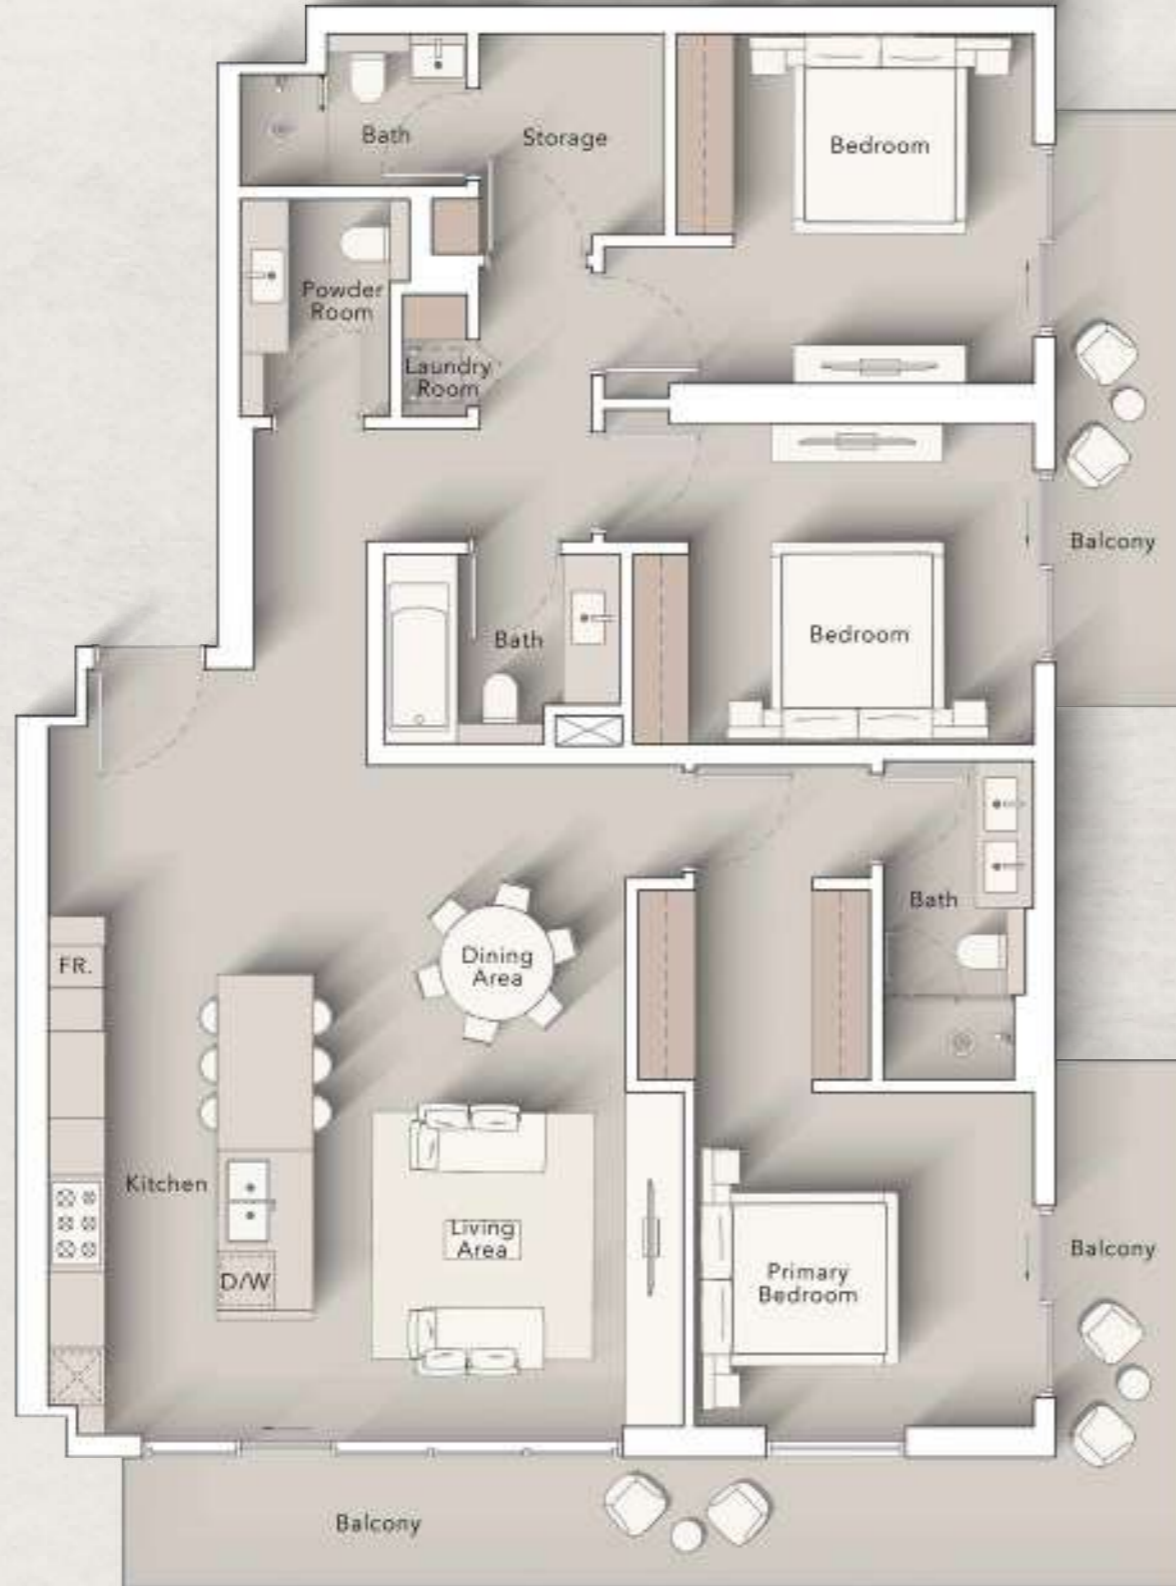 Bath
Storage
Bedroom
Powder
Room
Laundry
Room
Balcony
Bath
Bedroom
Bath
FR.
Dining
Area
Kitchen
Living
Area
D/W
Primary
Bedroom
Balcony
Balcony